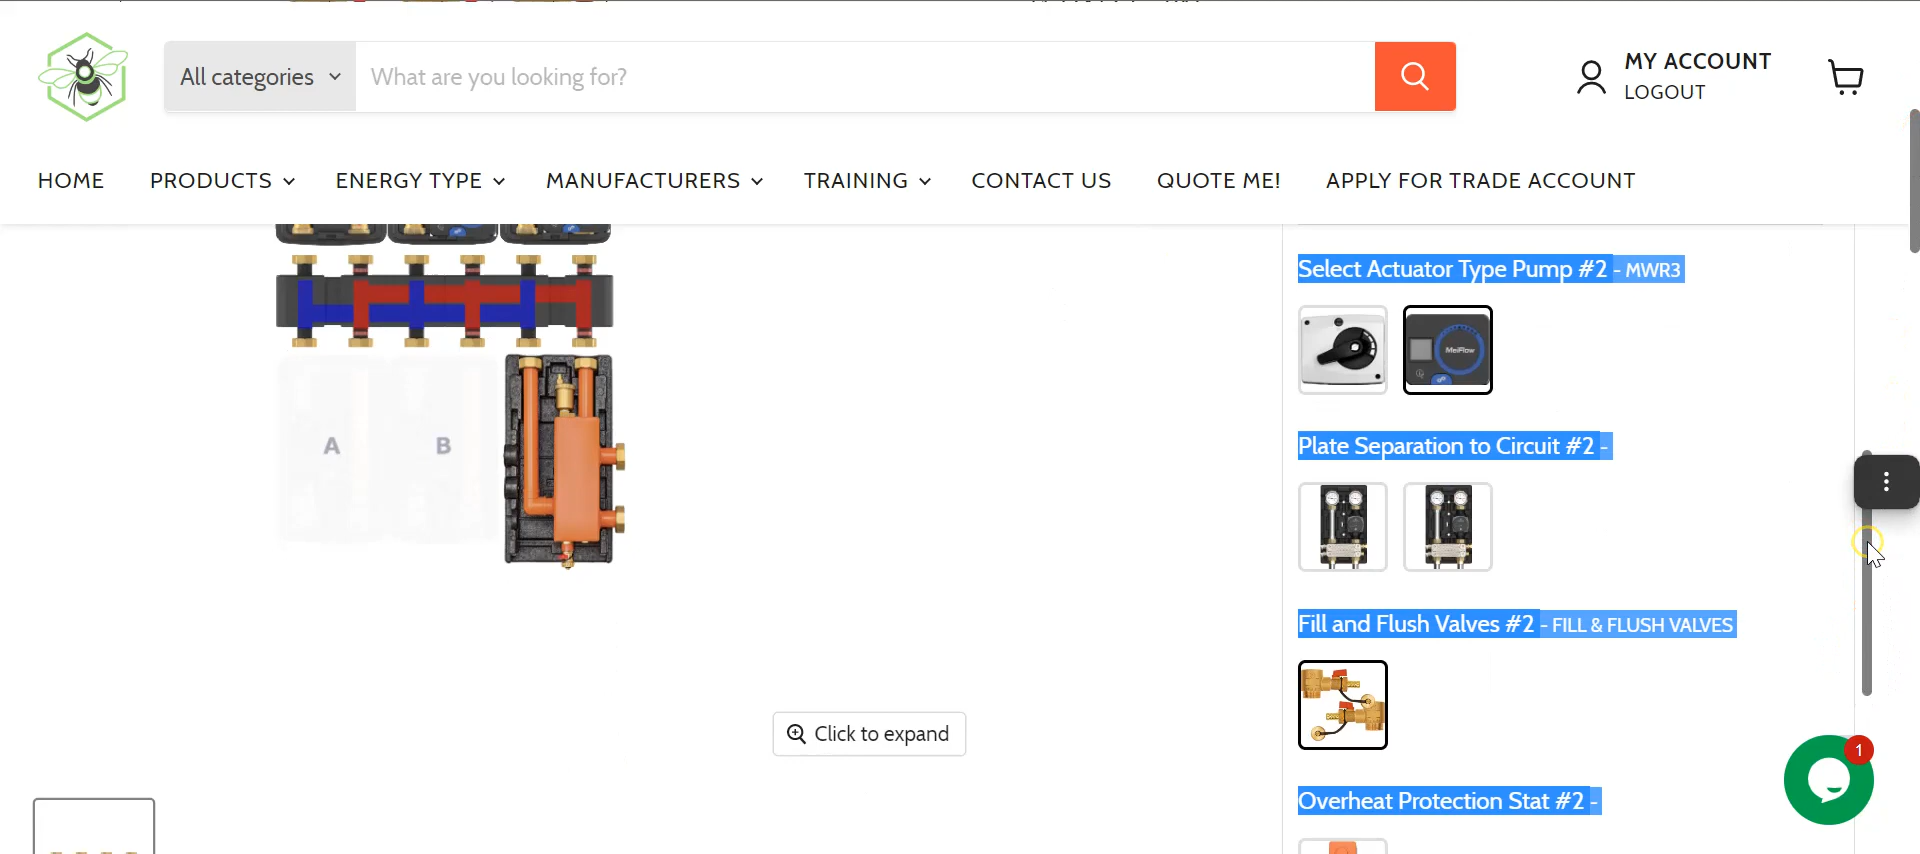 All categories
What are you looking for?
MY ACCOUNT
LOGOUT
HOME
PRODUCTS
ENERGY TYPE
MANUFACTURERS
TRAINING
CONTACT US
QUOTE ME!
APPLY FOR TRADE ACCOUNT
Select Actuator Type Pump #2 - MWR3
MeiFlow
Plate Separation to Circuit #2 -
A
B
Fill and Flush Valves #2 - FILL & FLUSH VALVES
Click to expand
1
Overheat Protection Stat #2 -